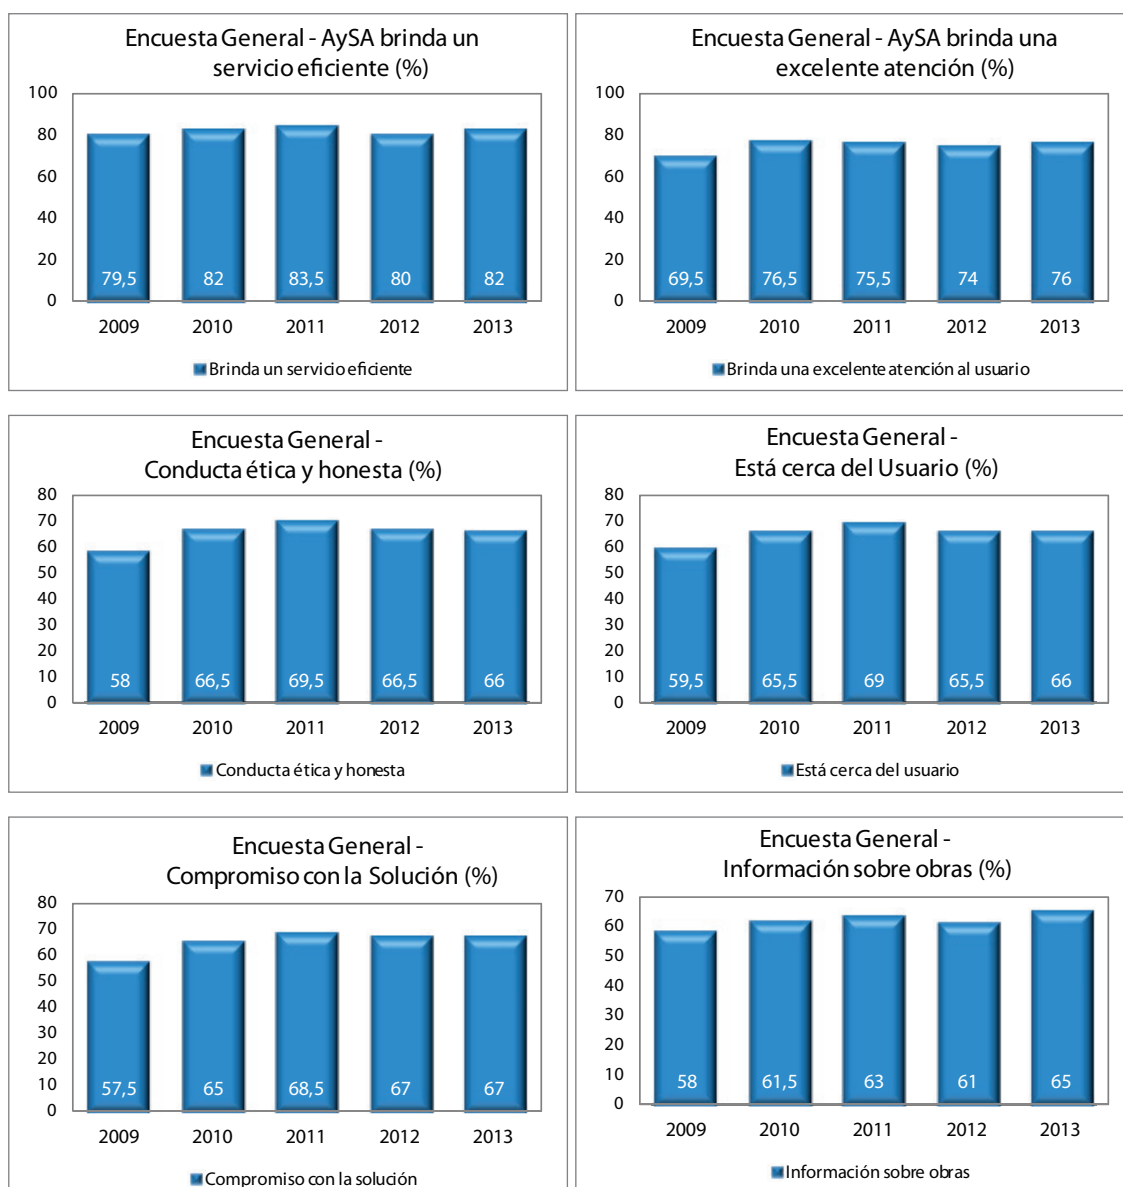 Encuesta General - AySA brinda un
servicio eficiente (%)
100
80
60
40
20
0
79,5 82 83,5 80 82
2009 2010 2011 2012 2013
Brinda un servicio eficiente
Encuesta General - AySA brinda una
excelente atención (%)
100
80
60
40
20
0
69,5 76,5 75,5 74 76
2009 2010 2011 2012 2013
Brinda una excelente atención al usuario
Encuesta General -
Conducta ética y honesta (%)
80
70
60
50
40
30
20
10
0
58 66,5 69,5 66,5 66
2009 2010 2011 2012 2013
Conducta ética y honesta
Encuesta General -
Está cerca del Usuario (%)
80
70
60
50
40
30
20
10
0
59,5 65,5 69 65,5 66
2009 2010 2011 2012 2013
Está cerca del usuario
Encuesta General -
Compromiso con la Solución (%)
80
70
60
50
40
30
20
10
0
57,5 65 68,5 67 67
2009 2010 2011 2012 2013
Compromiso con la solución
Encuesta General -
Información sobre obras (%)
70
60
50
40
30
20
10
0
58 61,5 63 61 65
2009 2010 2011 2012 2013
Información sobre obras